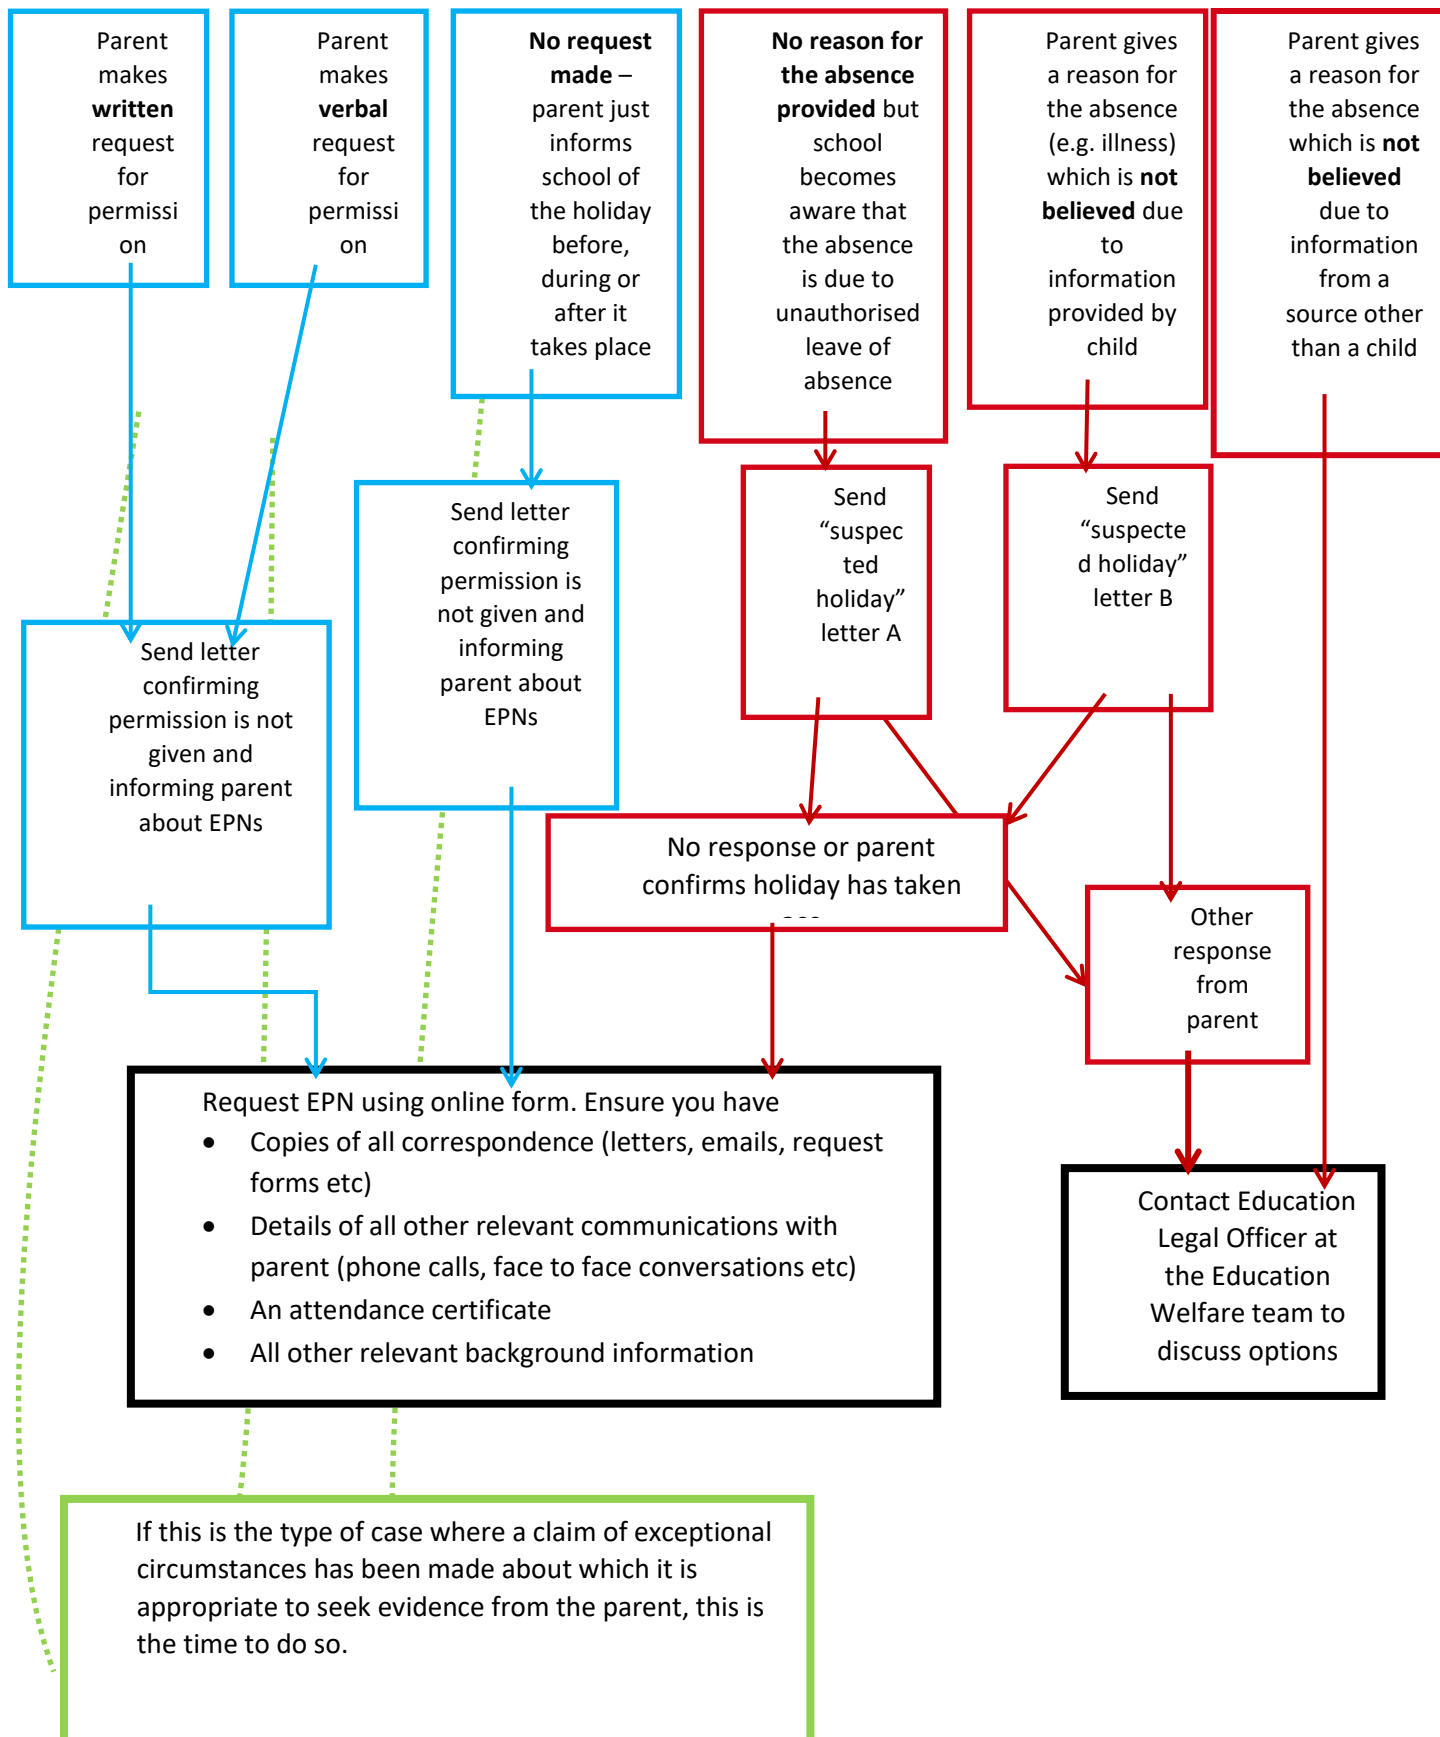 Parent
makes
written
request
for
permissi
on
Parent
makes
verbal
request
for
permissi
on
No request
made –
parent just
informs
school of
the holiday
before,
during or
after it
takes place
No reason for
the absence
provided but
school
becomes
aware that
the absence
is due to
unauthorised
leave of
absence
Parent gives
a reason for
the absence
(e.g. illness)
which is not
believed due
to
information
provided by
child
Parent gives
a reason for
the absence
which is not
believed
due to
information
from a
source other
than a child
Send letter
confirming
permission is not
given and
informing parent
about EPNs
Send letter
confirming
permission is
not given and
informing
parent about
EPNs
Send
“suspec
ted
holiday”
letter A
Send
“suspecte
d holiday”
letter B
No response or parent
confirms holiday has taken
Other
response
from
parent
Request EPN using online form. Ensure you have
• Copies of all correspondence (letters, emails, request
forms etc)
• Details of all other relevant communications with
parent (phone calls, face to face conversations etc)
• An attendance certificate
• All other relevant background information
Contact Education
Legal Officer at
the Education
Welfare team to
discuss options
If this is the type of case where a claim of exceptional
circumstances has been made about which it is
appropriate to seek evidence from the parent, this is
the time to do so.